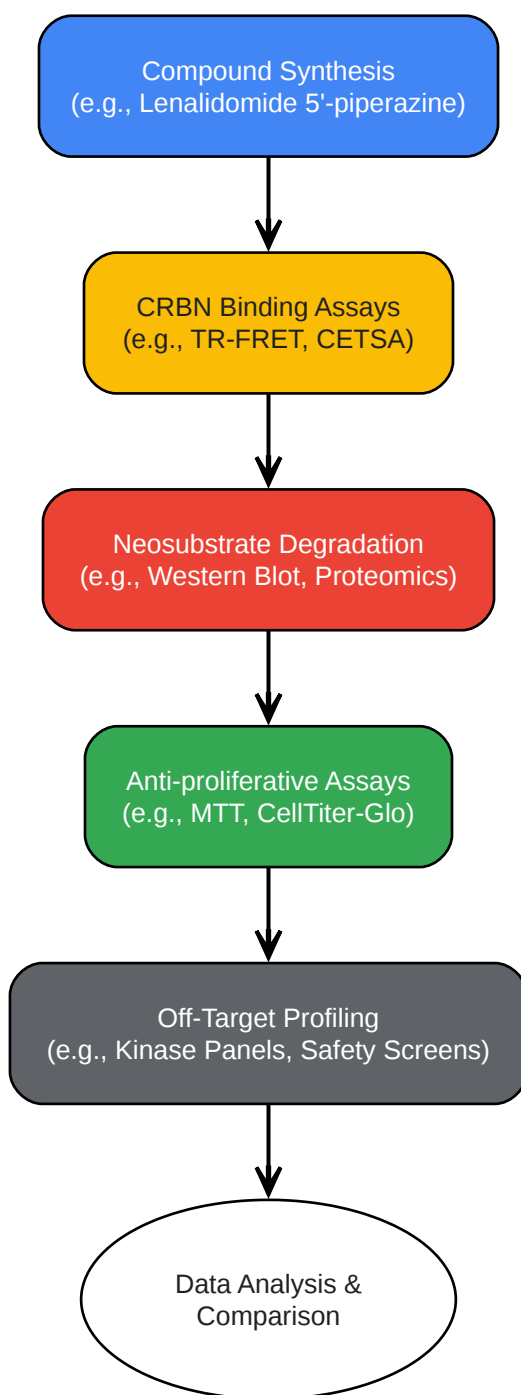 Compound Synthesis
(e.g., Lenalidomide 5'-piperazine)
CRBN Binding Assays
(e.g., TR-FRET, CETSA)
Neosubstrate Degradation
(e.g., Western Blot, Proteomics)
Anti-proliferative Assays
(e.g., MTT, CellTiter-Glo)
Off-Target Profiling
(e.g., Kinase Panels, Safety Screens)
Data Analysis &
Comparison